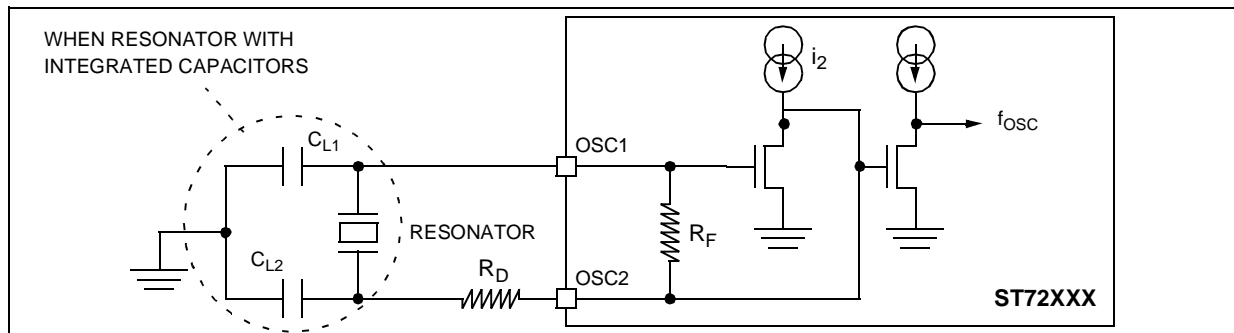 WHEN RESONATOR WITH
INTEGRATED CAPACITORS
i2
fOSC
CL1
OSC1
RESONATOR
RF
CL2
RD
OSC2
ST72XXX